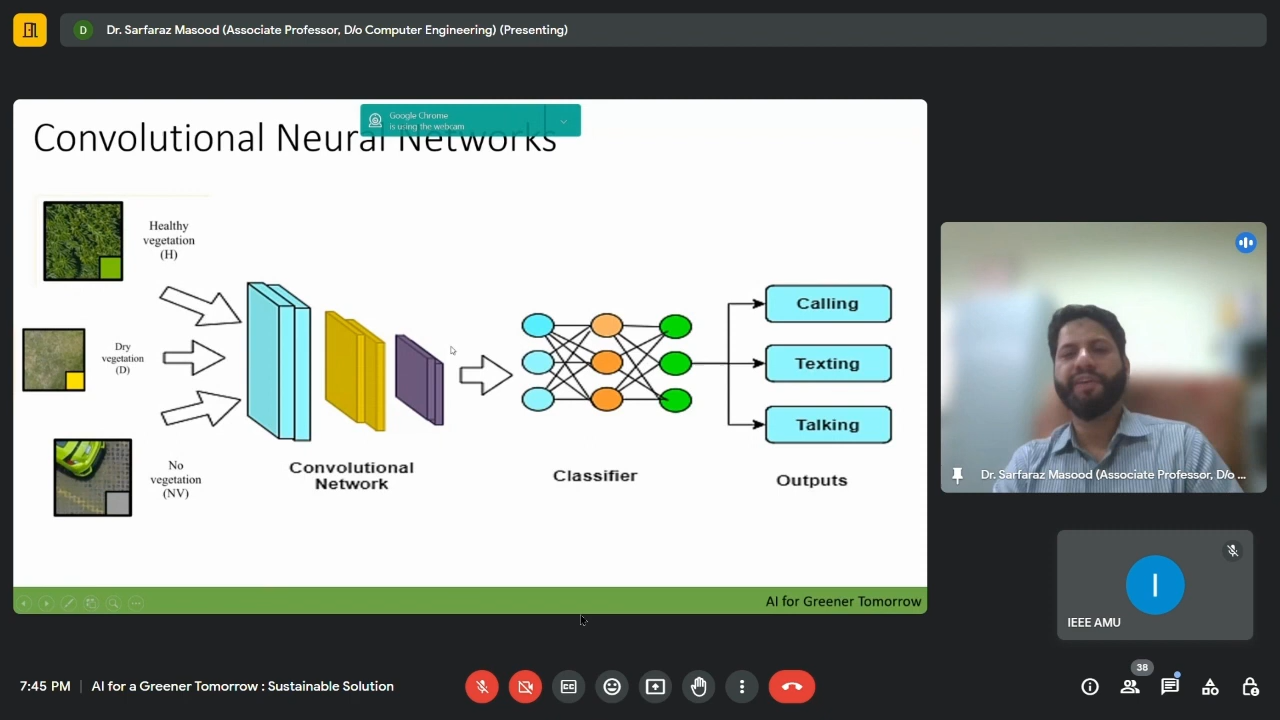 D
Dr. Sarfaraz Masood (Associate Professor, D/o Computer Engineering) (Presenting)
Google Chrome
is using the webcam
Convolutional Neural Networks
Healthy
vegetation
(H)
Dry
vegetation
(D)
No
vegetation
(NV)
Convolutional
Network
Classifier
Calling
Texting
Talking
Outputs
AI for Greener Tomorrow
Dr. Sarfaraz Masood (Associate Professor, D/o ...
I
IEEE AMU
7:45 PM | AI for a Greener Tomorrow : Sustainable Solution
38